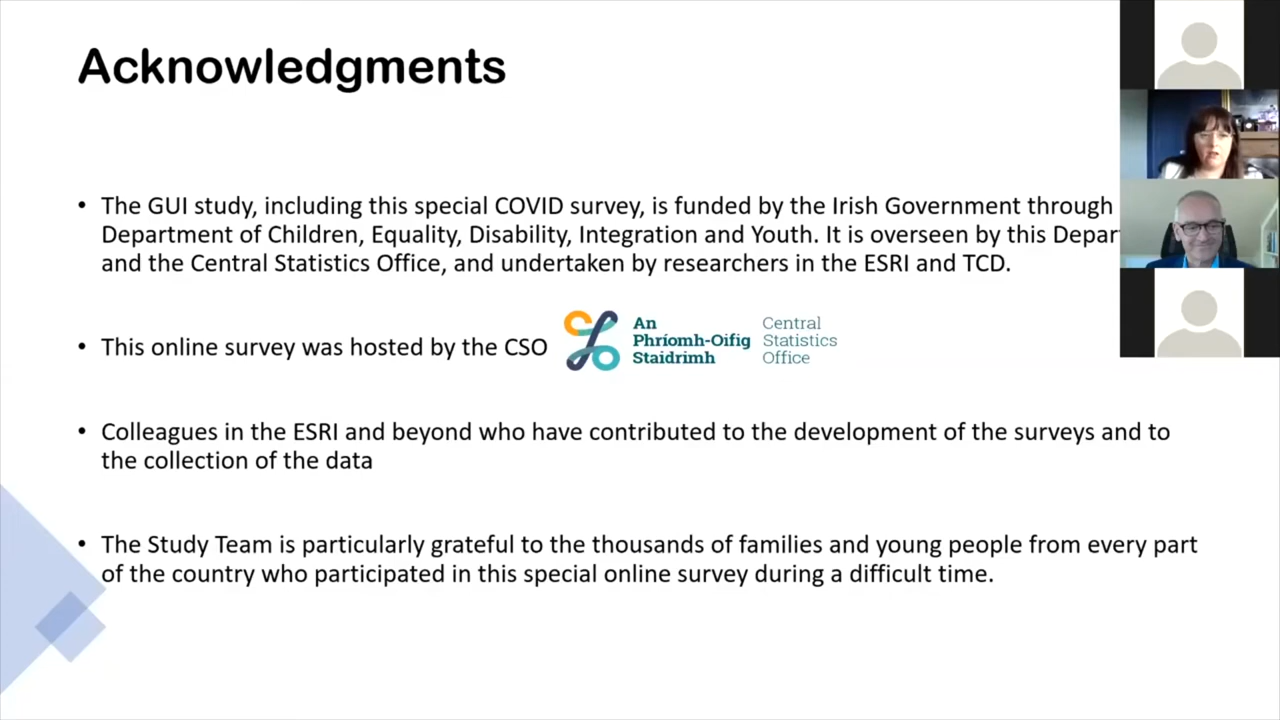 Acknowledgments
• The GUI study, including this special COVID survey, is funded by the Irish Government through
Department of Children, Equality, Disability, Integration and Youth. It is overseen by this
and the Central Statistics Office, and undertaken by researchers in the ESRI and TCD.
• This online survey was hosted by the CSO
An
Phríomh-Oifig
Staidrimh
Central
Statistics
Office
• Colleagues in the ESRI and beyond who have contributed to the development of the surveys and to
the collection of the data
• The Study Team is particularly grateful to the thousands of families and young people from every part
of the country who participated in this special online survey during a difficult time.